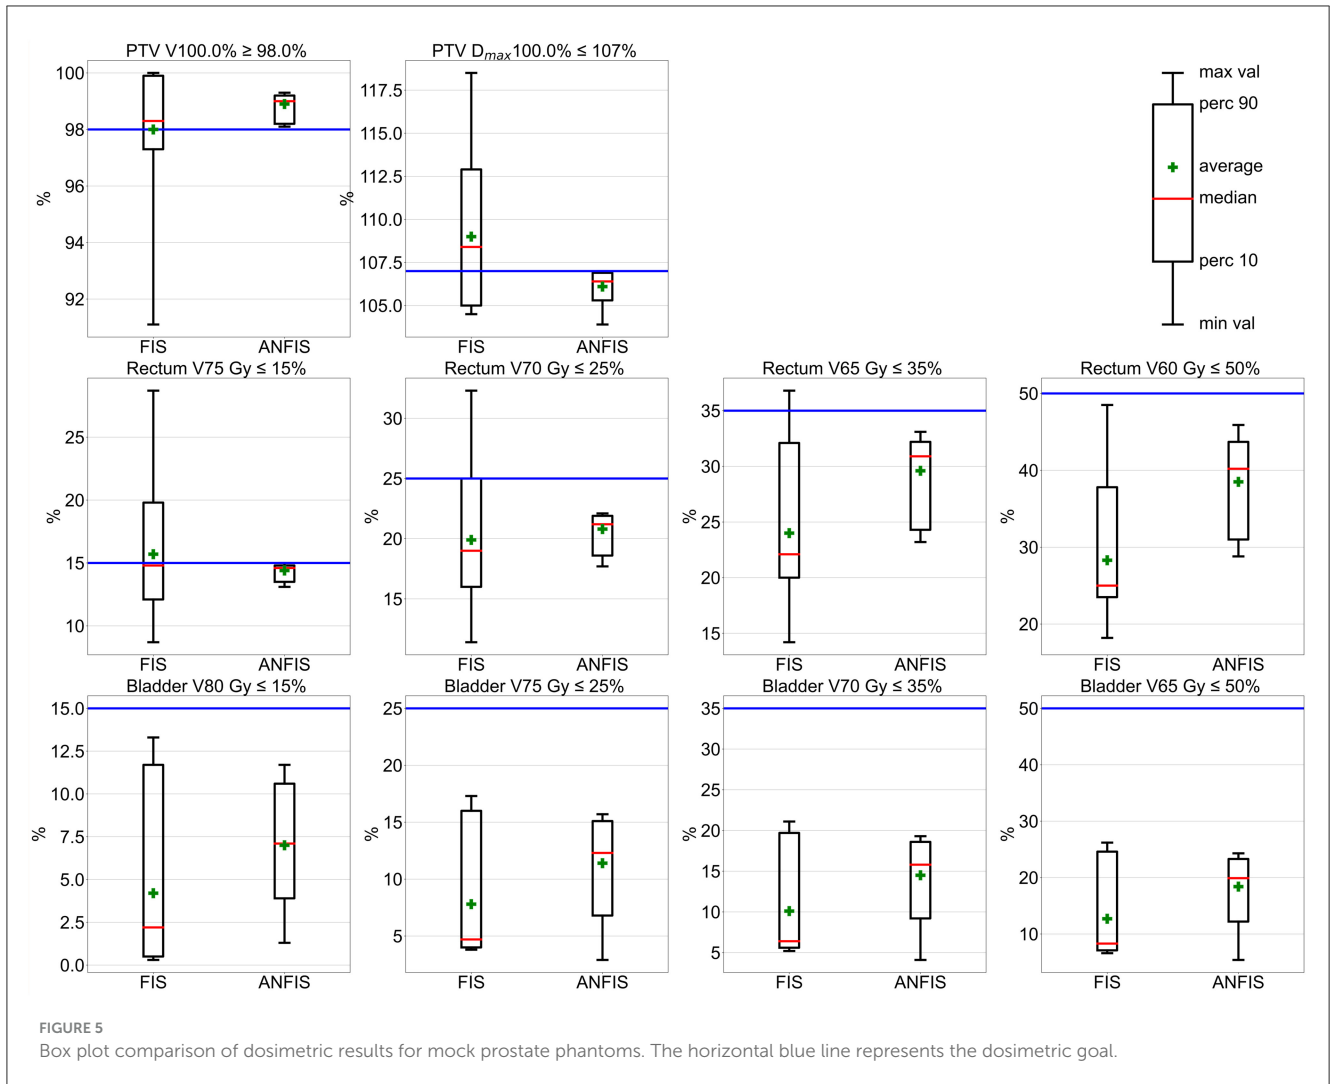 PTV V100.0% ≥ 98.0%
100
98
96
94
92
%
FIS ANFIS
PTV Dmax100.0% ≤ 107%
117.5
115.0
112.5
110.0
107.5
105.0
%
FIS ANFIS
max val
perc 90
average
median
perc 10
min val
Rectum V75 Gy ≤ 15%
25
20
15
10
%
FIS ANFIS
Rectum V70 Gy ≤ 25%
30
25
20
15
%
FIS ANFIS
Rectum V65 Gy ≤ 35%
35
30
25
20
15
%
FIS ANFIS
Rectum V60 Gy ≤ 50%
50
40
30
20
%
FIS ANFIS
Bladder V80 Gy ≤ 15%
15.0
12.5
10.0
7.5
5.0
2.5
0.0
%
FIS ANFIS
Bladder V75 Gy ≤ 25%
25
20
15
10
5
%
FIS ANFIS
Bladder V70 Gy ≤ 35%
35
30
25
20
15
10
5
%
FIS ANFIS
Bladder V65 Gy ≤ 50%
50
40
30
20
10
%
FIS ANFIS
FIGURE 5
Box plot comparison of dosimetric results for mock prostate phantoms. The horizontal blue line represents the dosimetric goal.